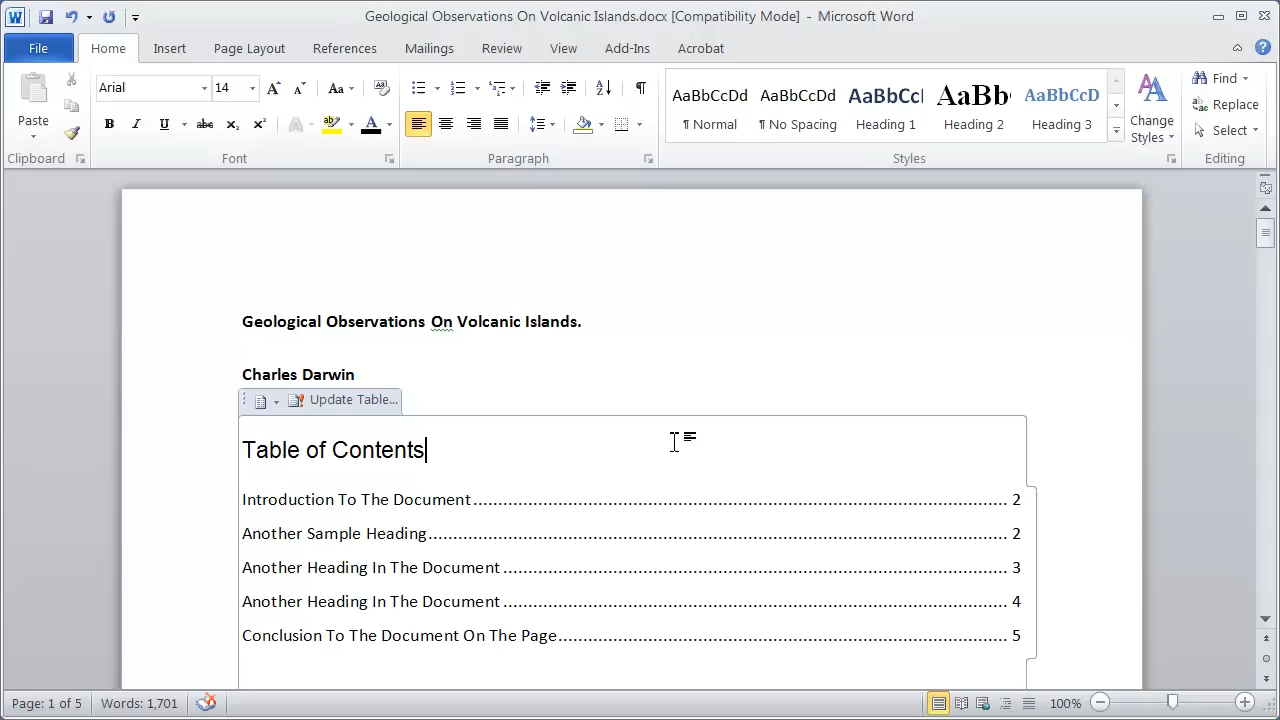 Geological Observations On Volcanic Islands.docx [Compatibility Mode] - Microsoft Word
File Home Insert Page Layout References Mailings Review View Add-Ins Acrobat
Arial 14 Aa
Paste
B I U abc x₂ x² A A
AaBbCcDd AaBbCcDd AaBbCcI AaBb( AaBbCcD
¶ Normal ¶ No Spacing Heading 1 Heading 2 Heading 3
Change Styles
Find
Replace
Select
Clipboard Font Paragraph Styles Editing
Geological Observations On Volcanic Islands.
Charles Darwin
Update Table...
Table of Contents
Introduction To The Document 2
Another Sample Heading 2
Another Heading In The Document 3
Another Heading In The Document 4
Conclusion To The Document On The Page 5
Page: 1 of 5 Words: 1,701 100%